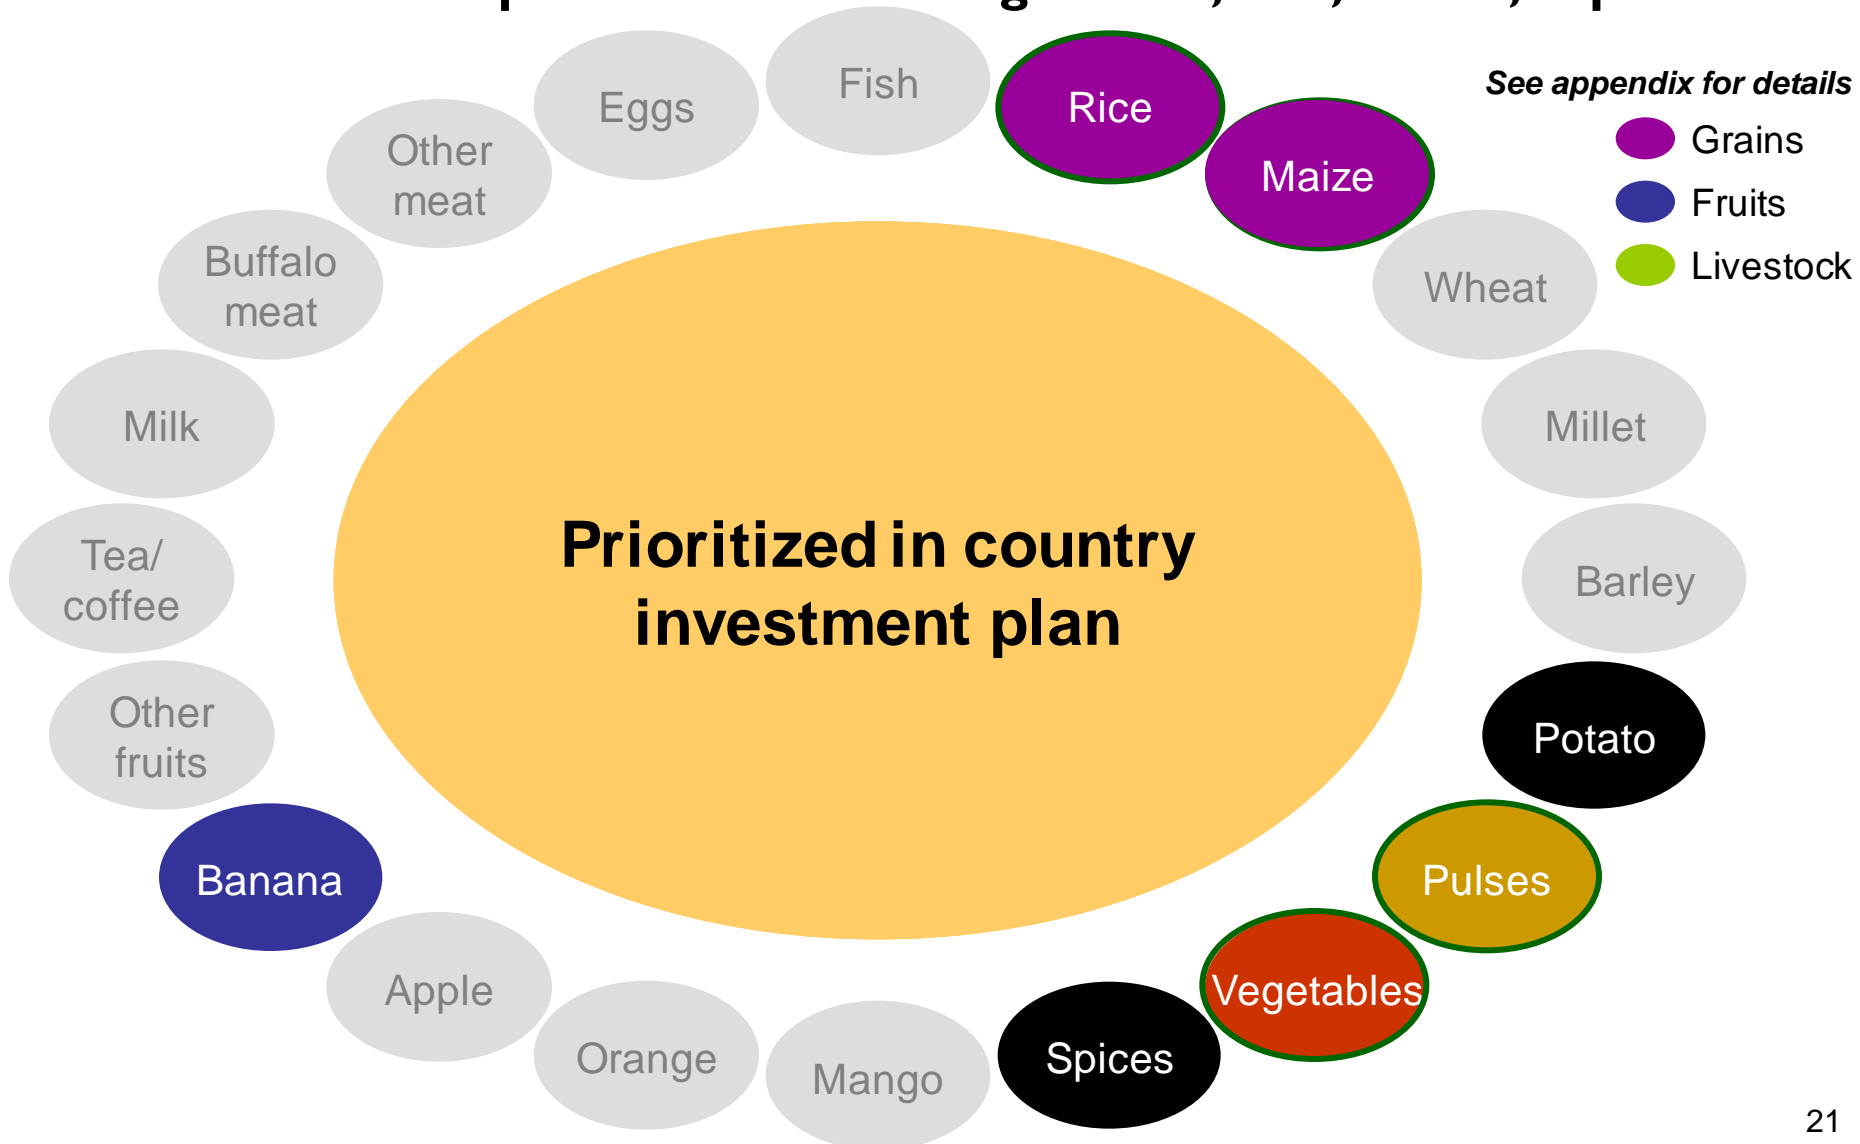 See appendix for details
Grains
Fruits
Livestock
Fish
Rice
Maize
Wheat
Millet
Barley
Potato
Pulses
Vegetables
Spices
Mango
Orange
Apple
Banana
Other
fruits
Tea/
coffee
Milk
Buffalo
meat
Other
meat
Eggs
Prioritized in country
investment plan
21